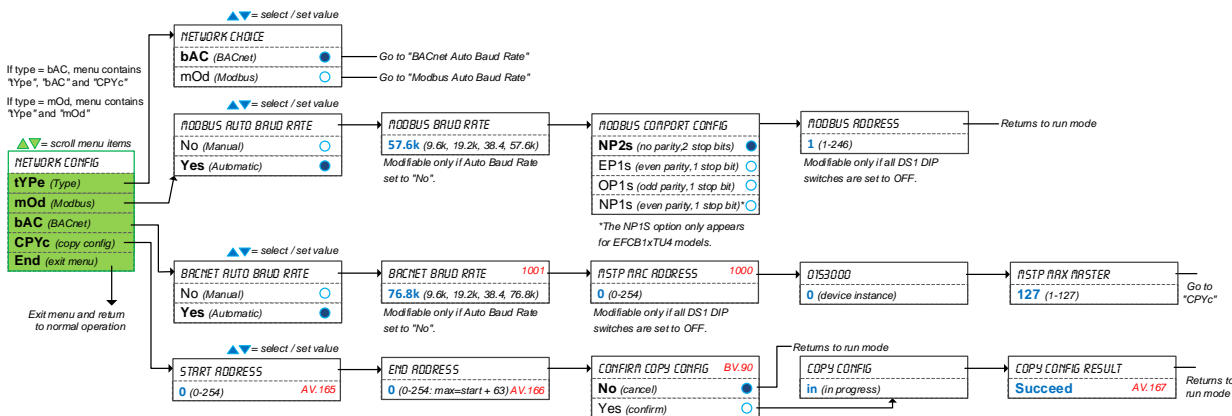 ▲▼= select / set value
NETWORK CHOICE
bAC (BACnet)
mOd (Modbus)
Go to "BACnet Auto Baud Rate"
Go to "Modbus Auto Baud Rate"
If type = bAC, menu contains
"tYpe", "bAC" and "CPYc"
If type = mOd, menu contains
"tYpe" and "mOd"
▲▼= scroll menu items
NETWORK CONFIG
tYPe (Type)
mOd (Modbus)
bAC (BACnet)
CPYc (copy config)
End (exit menu)
Exit menu and return
to normal operation
▲▼= select / set value
MODBUS AUTO BAUD RATE
No (Manual)
Yes (Automatic)
MODBUS BAUD RATE
57.6k (9.6k, 19.2k, 38.4, 57.6k)
Modifiable only if Auto Baud Rate
set to "No".
MODBUS COMPORT CONFIG
NP2s (no parity,2 stop bits)
EP1s (even parity,1 stop bit)
OP1s (odd parity,1 stop bit)
NP1s (even parity,1 stop bit)*
*The NP1S option only appears
for EFCB1xTU4 models.
MODBUS ADDRESS
1 (1-246)
Modifiable only if all DS1 DIP
switches are set to OFF.
Returns to run mode
▲▼= select / set value
BACNET AUTO BAUD RATE
No (Manual)
Yes (Automatic)
BACNET BAUD RATE 1001
76.8k (9.6k, 19.2k, 38.4, 76.8k)
Modifiable only if Auto Baud Rate
set to "No".
MSTP MAC ADDRESS 1000
0 (0-254)
Modifiable only if all DS1 DIP
switches are set to OFF.
0153000
0 (device instance)
MSTP MAX MASTER
127 (1-127)
Go to
"CPYc"
▲▼= select / set value
START ADDRESS
0 (0-254) AV.165
END ADDRESS
0 (0-254: max=start + 63) AV.166
CONFIRM COPY CONFIG BV.90
No (cancel)
Yes (confirm)
Returns to run mode
COPY CONFIG
in (in progress)
COPY CONFIG RESULT
Succeed AV.167
Returns to
run mode